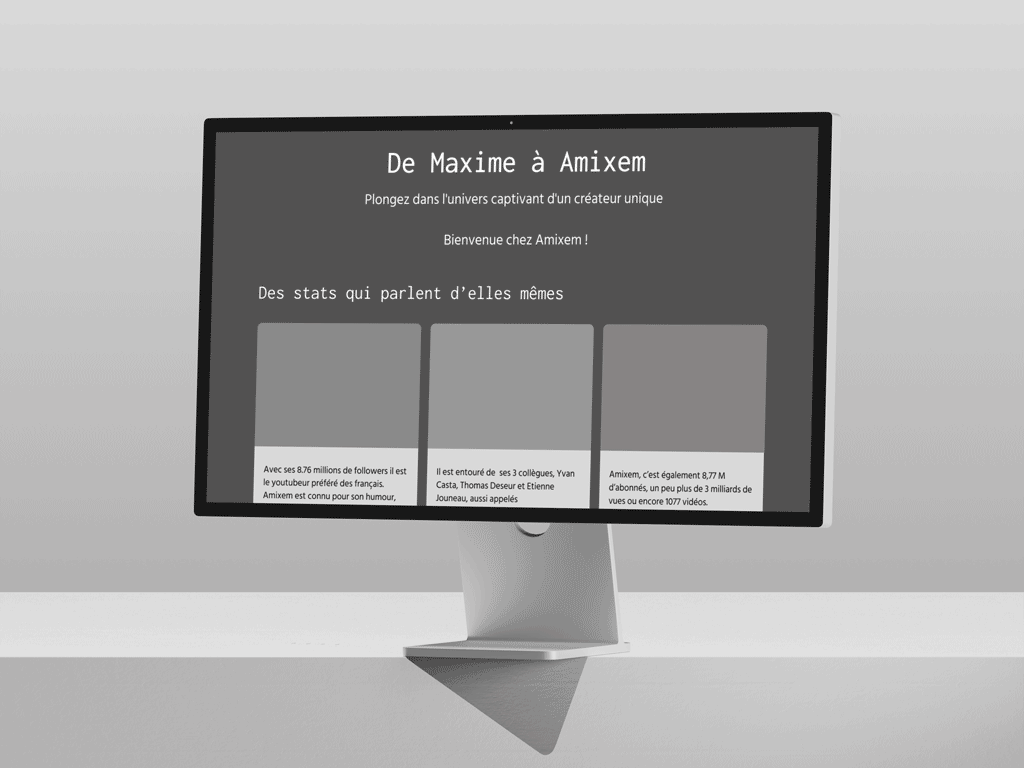 De Maxime à Amixem
Plongez dans l'univers captivant d'un créateur unique
Bienvenue chez Amixem !
Des stats qui parlent d’elles mêmes
Avec ses 8.76 millions de followers il est
le youtubeur préféré des français.
Amixem est connu pour son humour,
Il est entouré de ses 3 collègues, Yvan
Casta, Thomas Deseur et Etienne
Jouneau, aussi appelés
Amixem, c’est également 8,77 M
d’abonnés, un peu plus de 3 milliards de
vues ou encore 1077 vidéos.